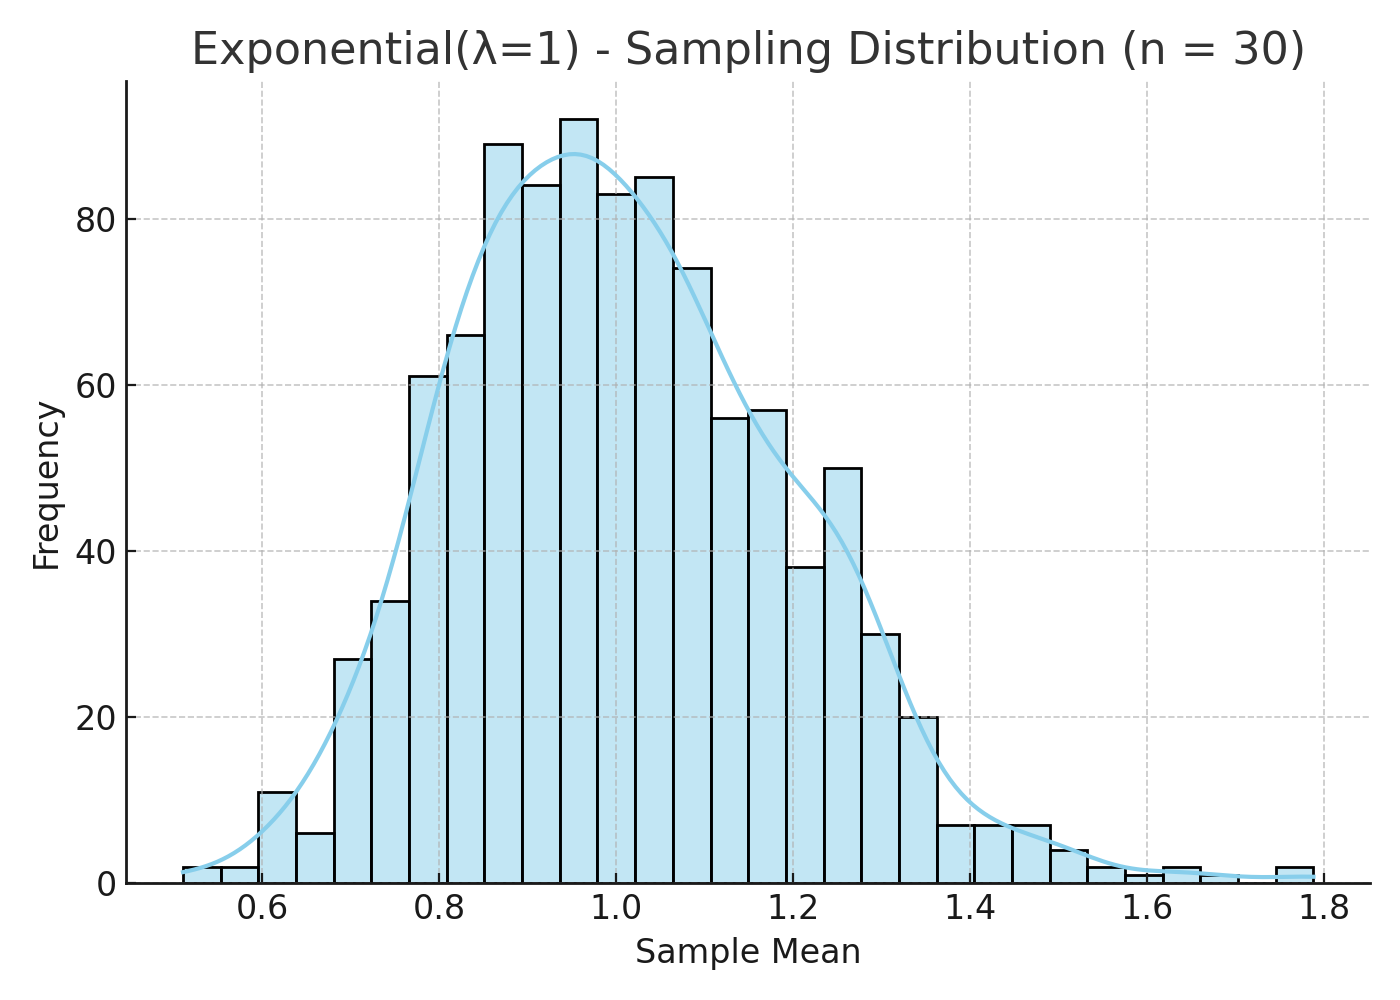 Exponential(λ=1) - Sampling Distribution (n = 30)
80
60
40
20
0
Frequency
0.6 0.8 1.0 1.2 1.4 1.6 1.8
Sample Mean